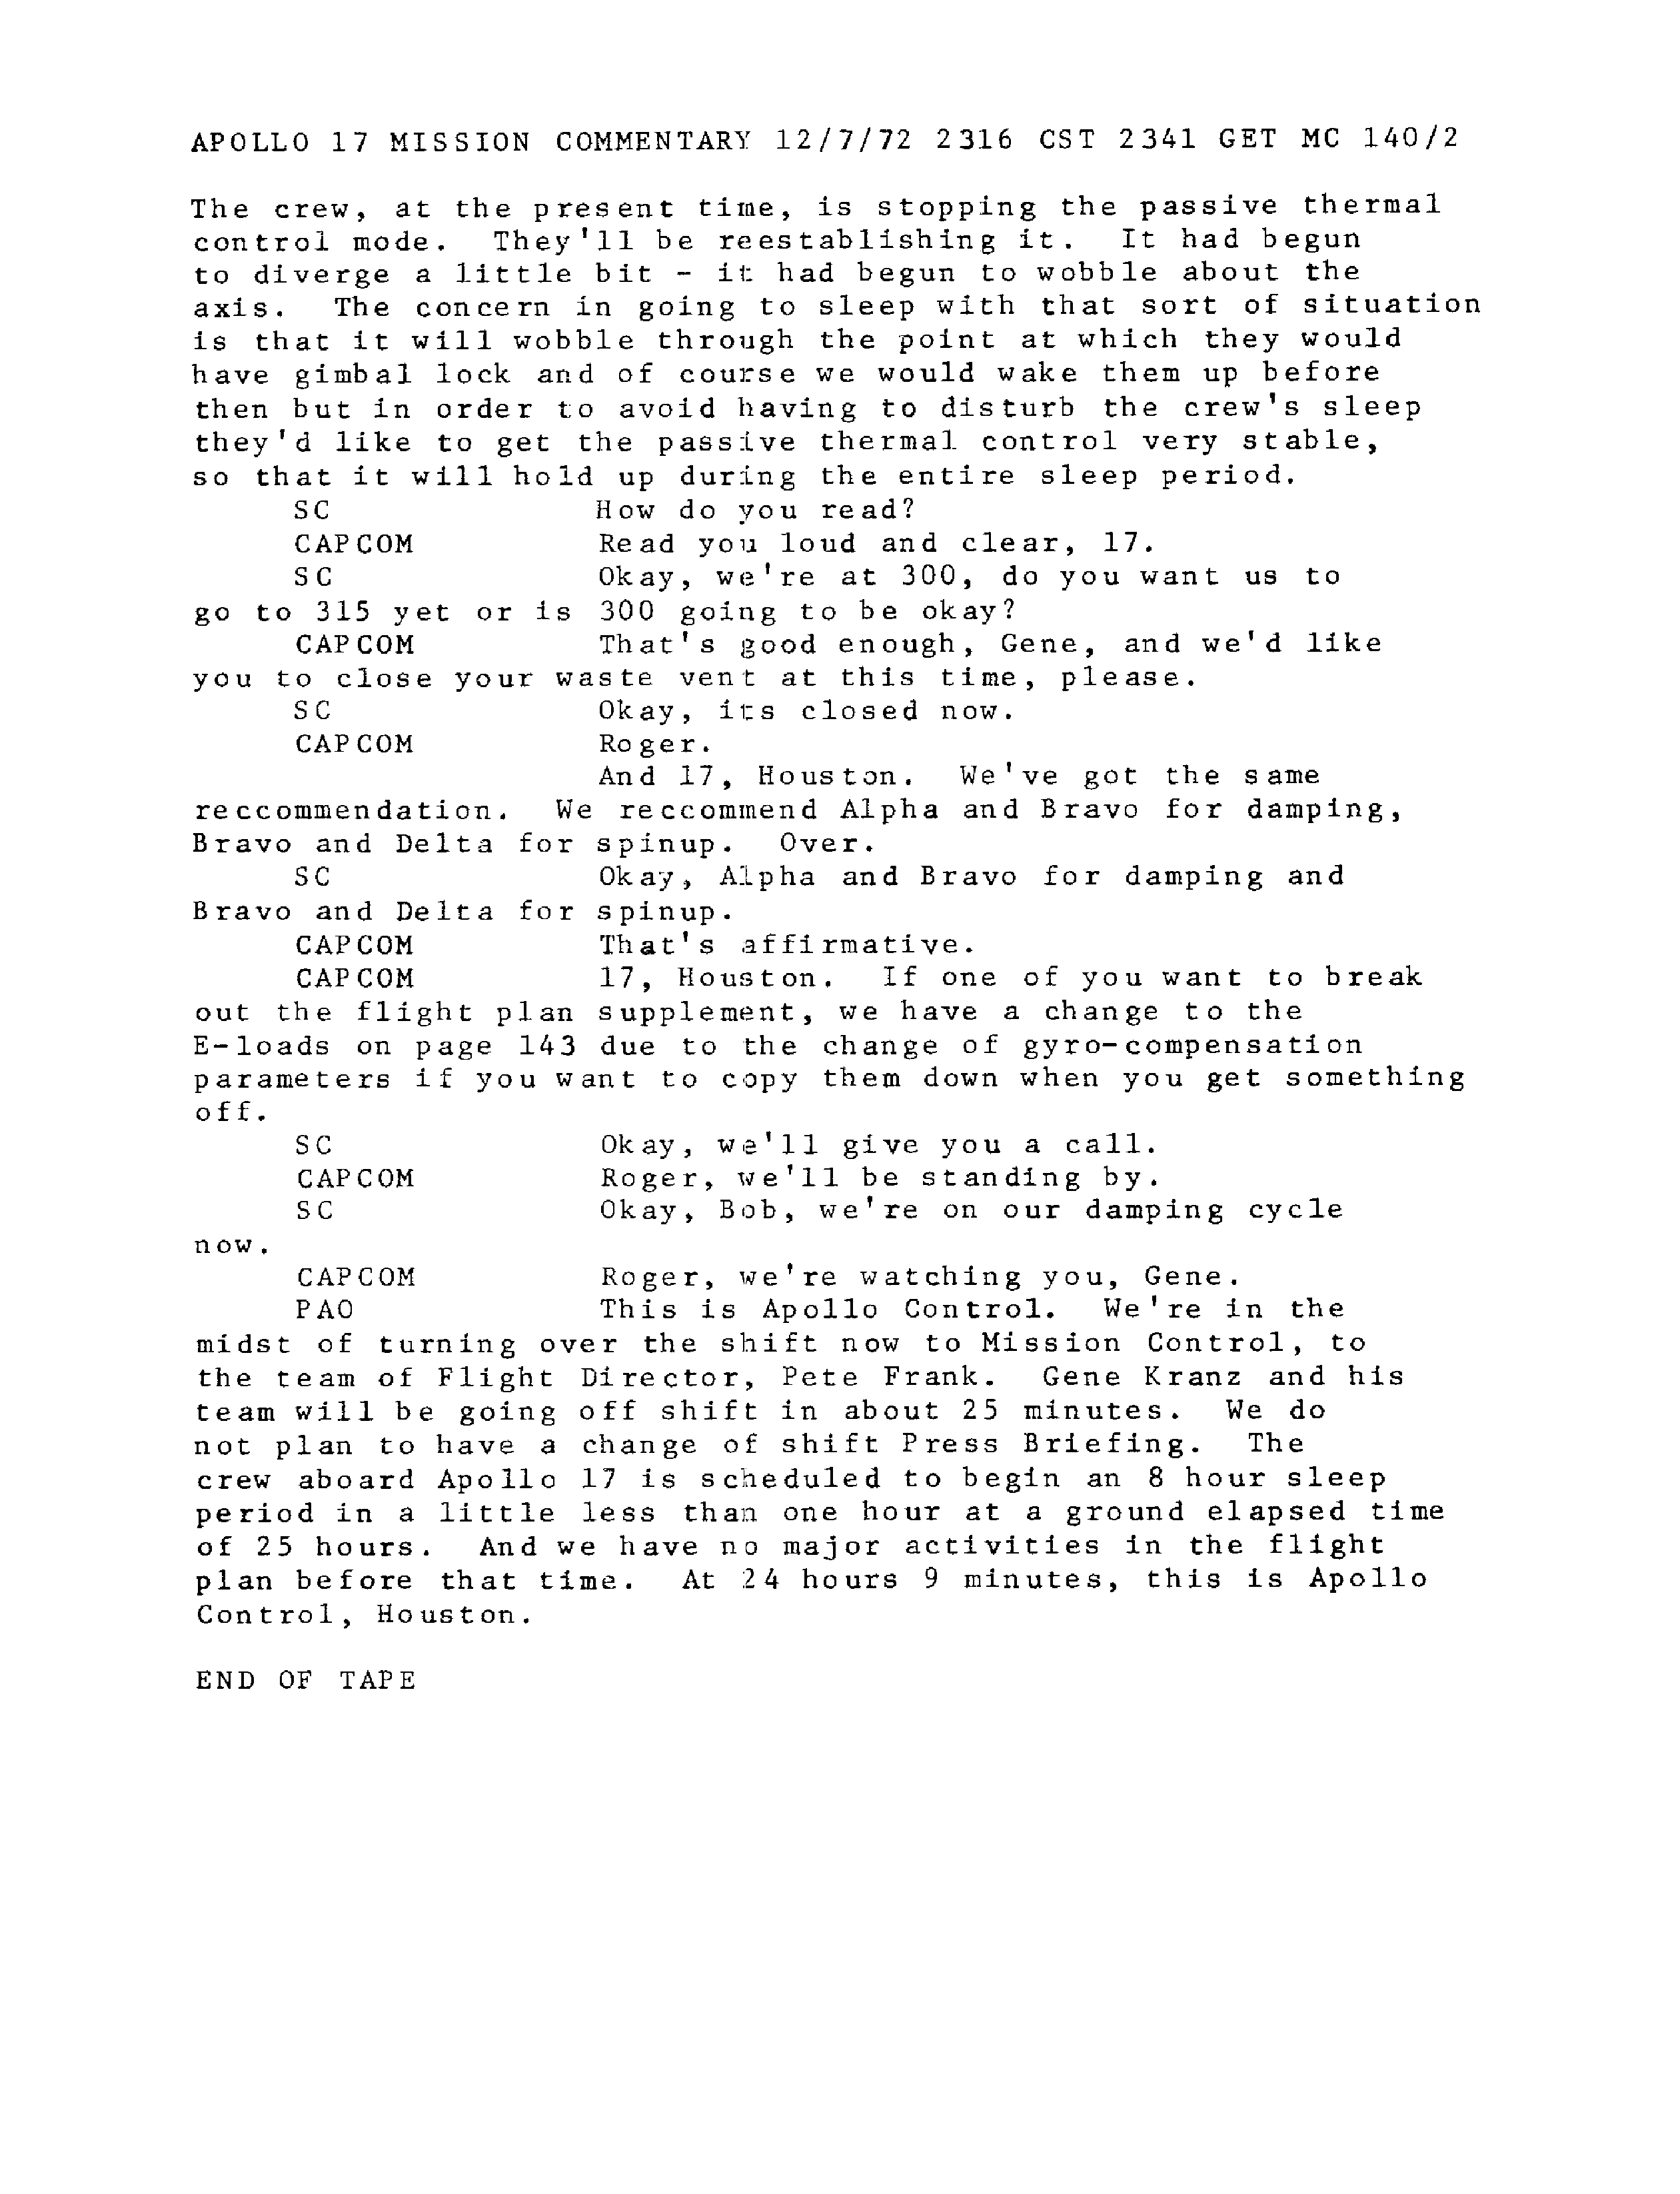 APOLLO 17 MISSION COMMENTARY 12/7/72 2316 CST 2341 GET MC 140/2
The crew, at the present time, is stopping the passive thermal
control mode. They'll be reestablishing it. It had begun
to diverge a little bit - it had begun to wobble about the
axis. The concern in going to sleep with that sort of situation
is that it will wobble through the point at which they would
have gimbal lock and of course we would wake them up before
then but in order to avoid having to disturb the crew's sleep
they'd like to get the passive thermal control very stable,
so that it will hold up during the entire sleep period.
SC How do you read?
CAPCOM Read you loud and clear, 17.
SC Okay, we're at 300, do you want us to
go to 315 yet or is 300 going to be okay?
CAPCOM That's good enough, Gene, and we'd like
you to close your waste vent at this time, please.
SC Okay, its closed now.
CAPCOM Roger.
And 17, Houston. We've got the same
reccommendation. We reccommend Alpha and Bravo for damping,
Bravo and Delta for spinup. Over.
SC Okay, Alpha and Bravo for damping and
Bravo and Delta for spinup.
CAPCOM That's affirmative.
CAPCOM 17, Houston. If one of you want to break
out the flight plan supplement, we have a change to the
E-loads on page 143 due to the change of gyro-compensation
parameters if you want to copy them down when you get something
off.
SC Okay, we'll give you a call.
CAPCOM Roger, we'll be standing by.
SC Okay, Bob, we're on our damping cycle
now.
CAPCOM Roger, we're watching you, Gene.
PAO This is Apollo Control. We're in the
midst of turning over the shift now to Mission Control, to
the team of Flight Director, Pete Frank. Gene Kranz and his
team will be going off shift in about 25 minutes. We do
not plan to have a change of shift Press Briefing. The
crew aboard Apollo 17 is scheduled to begin an 8 hour sleep
period in a little less than one hour at a ground elapsed time
of 25 hours. And we have no major activities in the flight
plan before that time. At 24 hours 9 minutes, this is Apollo
Control, Houston.
END OF TAPE